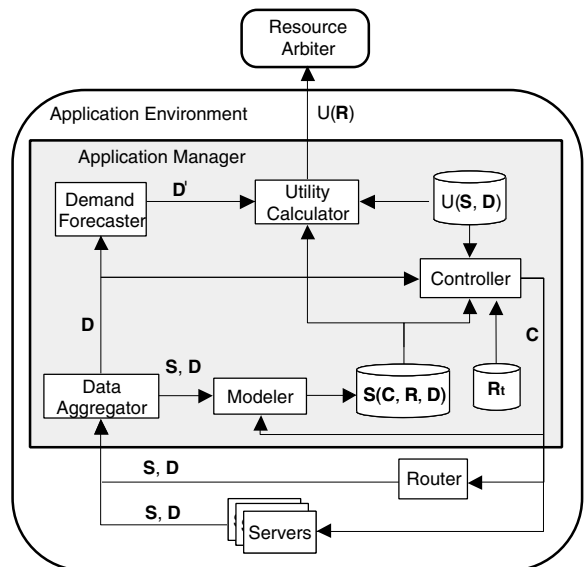 Resource
Arbiter
Application Environment
U(R)
Application Manager
Demand
Forecaster
D'
Utility
Calculator
U(S, D)
Controller
D
C
S, D
Data
Aggregator
Modeler
S(C, R, D)
Rt
S, D
Router
S, D
Servers